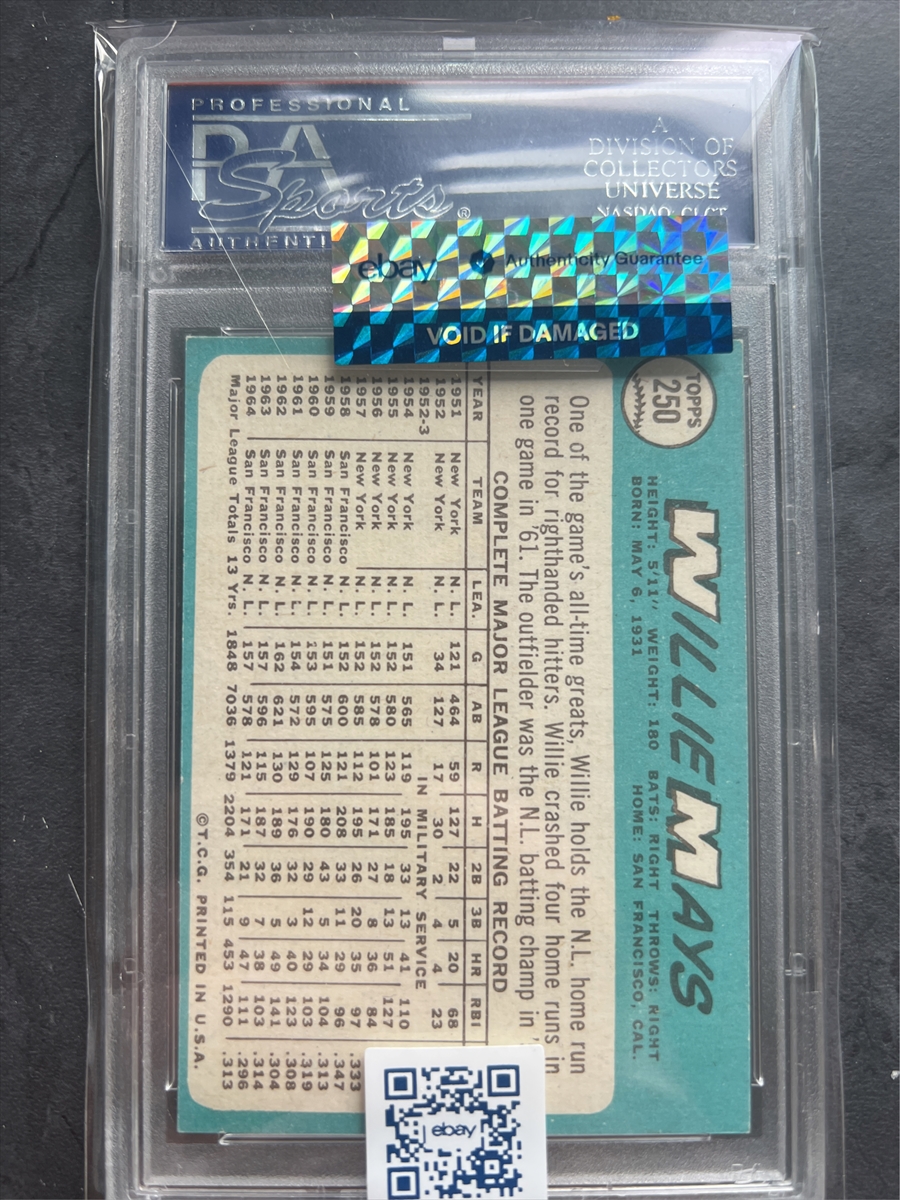 PROFESSIONAL
Sports ®
AUTHENTI
A
DIVISION OF
COLLECTORS
UNIVERSE
NASDAQ: CLCT
ebay Authenticity Guarantee
VOID IF DAMAGED
TOPPS
250
WILLIE MAYS
HEIGHT: 5'11" WEIGHT: 180 BATS: RIGHT THROWS: RIGHT
BORN: MAY 6, 1931 HOME: SAN FRANCISCO, CAL.
One of the game's all-time greats, Willie holds the N.L. home run
record for righthanded hitters. Willie crashed four home runs in
one game in '61. The outfielder was the N.L. batting champ in
COMPLETE MAJOR LEAGUE BATTING RECORD
YEAR TEAM LEA. G AB R H 2B 3B HR RBI
1951 New York N. L. 121 464 59 127 22 5 20 68
1952 New York N. L. 34 127 17 30 2 4 4 23
1952-3 IN MILITARY SERVICE
1954 New York N. L. 151 565 119 195 33 13 41 110
1955 New York N. L. 152 580 123 185 18 13 51 127
1956 New York N. L. 152 578 101 171 27 8 36 84
1957 New York N. L. 152 585 112 195 26 20 35 97 .333
1958 San Francisco N. L. 152 600 121 208 33 11 29 96 .347
1959 San Francisco N. L. 151 575 125 180 43 5 34 104 .313
1960 San Francisco N. L. 153 595 107 190 29 12 29 103 .319
1961 San Francisco N. L. 154 572 129 176 32 3 40 123 .308
1962 San Francisco N. L. 162 621 130 189 36 5 49 141 .304
1963 San Francisco N. L. 157 596 115 187 32 7 38 103 .314
1964 San Francisco N. L. 157 578 121 171 21 9 47 111 .296
Major League Totals 13 Yrs. 1848 7036 1379 2204 354 115 453 1290 .313
©T.C.G. PRINTED IN U.S.A.
ebay